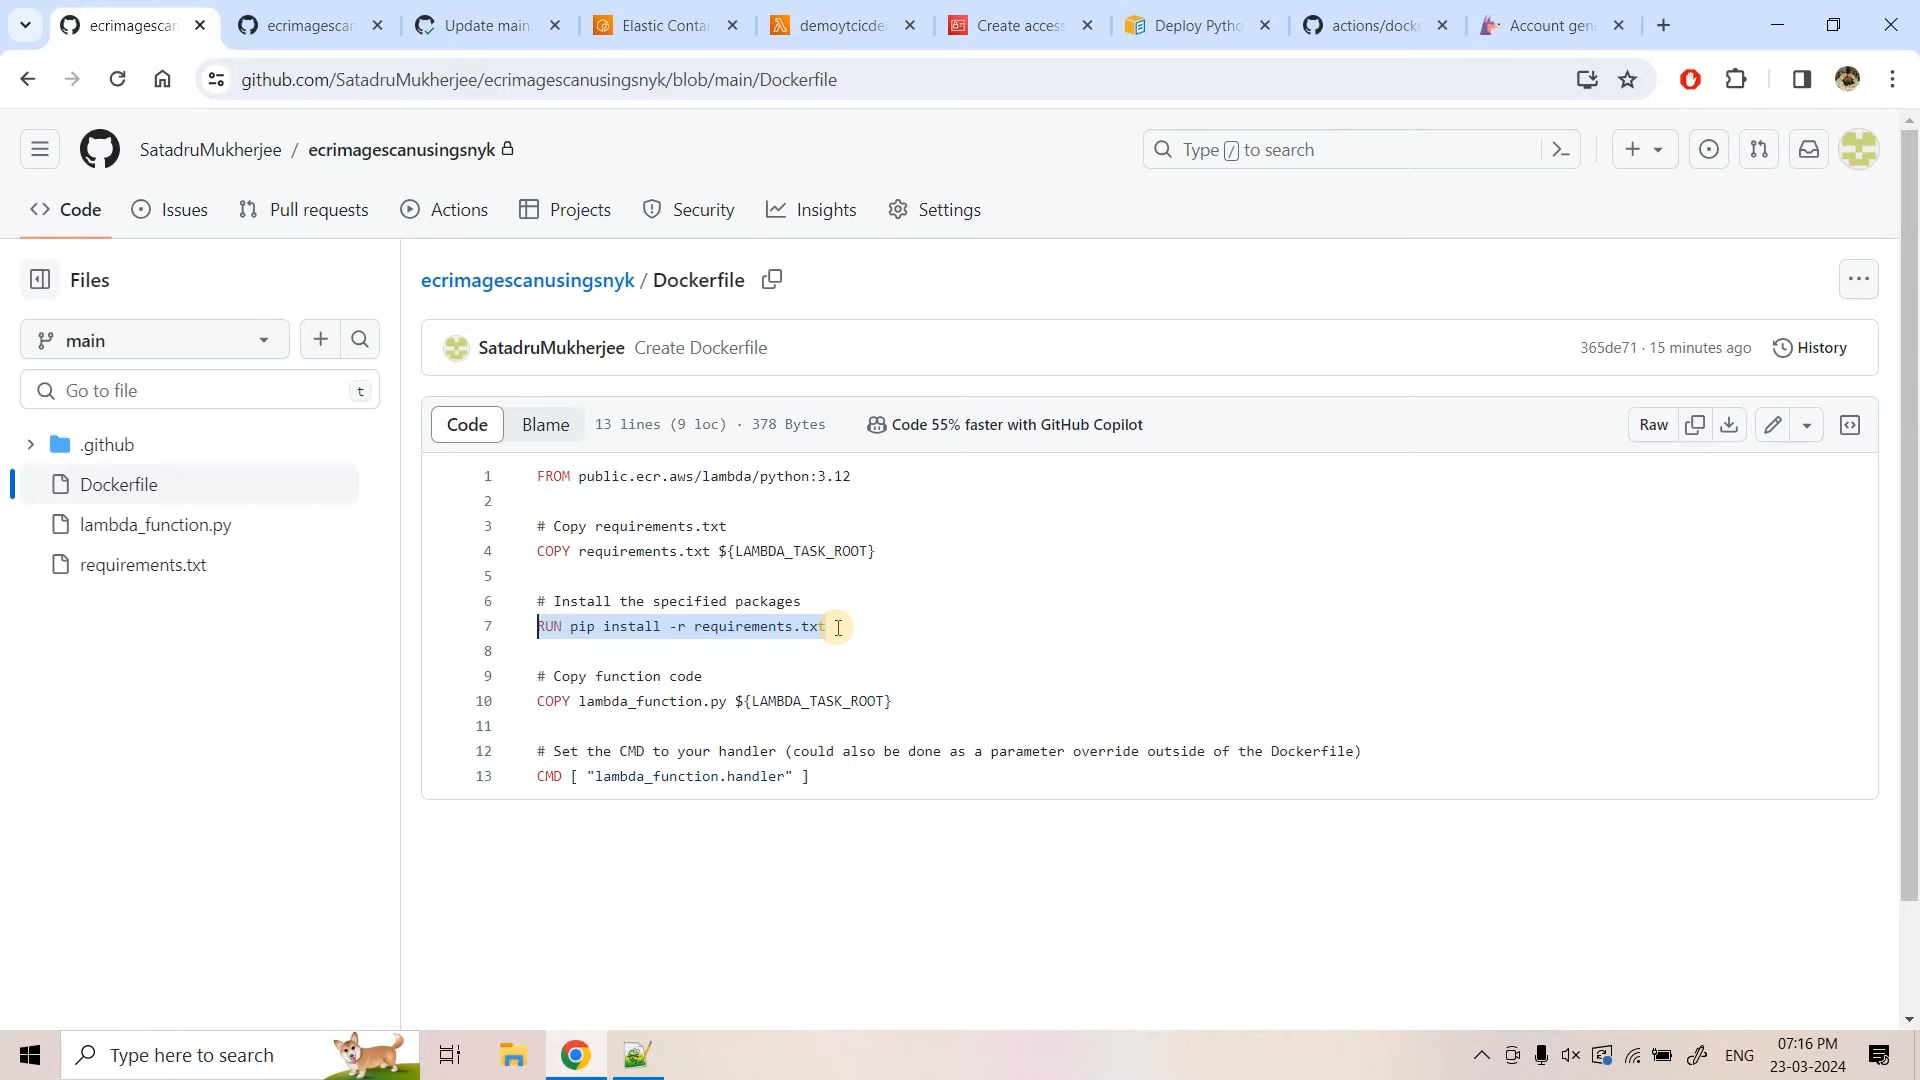 ecrimagescan
ecrimagescan
Update main.
Elastic Contai
demoytcicdec
Create access
Deploy Pytho
actions/docke
Account gen
github.com/SatadruMukherjee/ecrimagescanusingsnyk/blob/main/Dockerfile
SatadruMukherjee / ecrimagescanusingsnyk
Type / to search
Code
Issues
Pull requests
Actions
Projects
Security
Insights
Settings
Files
main
Go to file
t
.github
Dockerfile
lambda_function.py
requirements.txt
ecrimagescanusingsnyk / Dockerfile
SatadruMukherjee Create Dockerfile
365de71 · 15 minutes ago
History
Code
Blame
13 lines (9 loc) · 378 Bytes
Code 55% faster with GitHub Copilot
Raw
1 FROM public.ecr.aws/lambda/python:3.12
2
3 # Copy requirements.txt
4 COPY requirements.txt ${LAMBDA_TASK_ROOT}
5
6 # Install the specified packages
7 RUN pip install -r requirements.txt
8
9 # Copy function code
10 COPY lambda_function.py ${LAMBDA_TASK_ROOT}
11
12 # Set the CMD to your handler (could also be done as a parameter override outside of the Dockerfile)
13 CMD [ "lambda_function.handler" ]
Type here to search
ENG
07:16 PM
23-03-2024